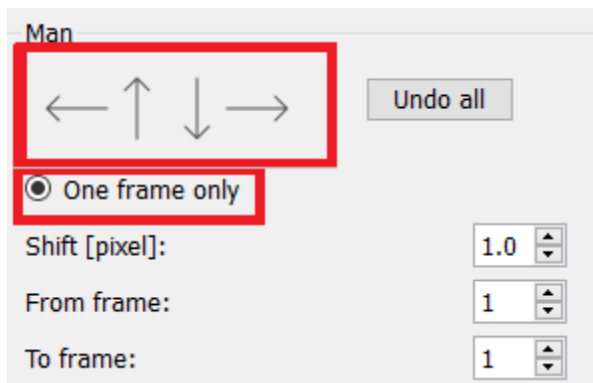 Man
← ↑ ↓ → Undo all
One frame only
Shift [pixel]: 1.0
From frame: 1
To frame: 1